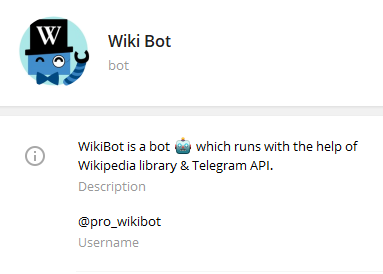 W
Wiki Bot
bot
WikiBot is a bot 🤖 which runs with the help of
Wikipedia library & Telegram API.
Description
@pro_wikibot
Username